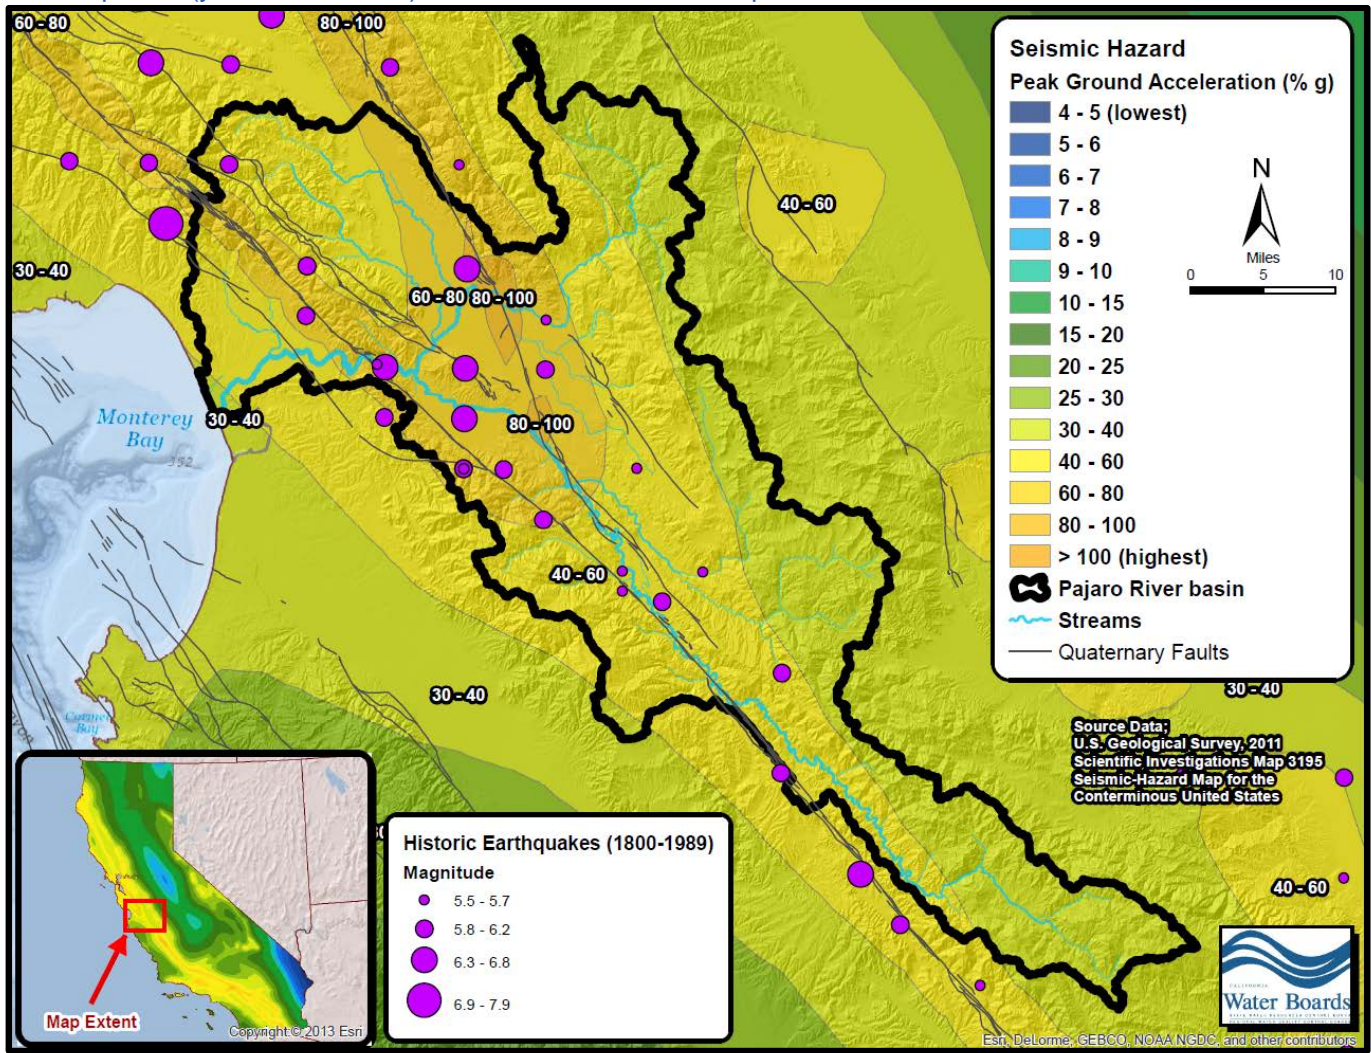 60 - 80
80 - 100
Seismic Hazard
Peak Ground Acceleration (% g)
4 - 5 (lowest)
5 - 6
6 - 7
7 - 8
8 - 9
9 - 10
10 - 15
15 - 20
20 - 25
25 - 30
30 - 40
40 - 60
60 - 80
80 - 100
> 100 (highest)
Pajaro River basin
Streams
Quaternary Faults
N
Miles
0 5 10
40 - 60
30 - 40
60 - 80
80 - 100
Monterey
Bay
352
30 - 40
80 - 100
40 - 60
30 - 40
30 - 40
Bay
Source Data;
U.S. Geological Survey, 2011
Scientific Investigations Map 3195
Seismic-Hazard Map for the
Conterminous United States
40 - 60
Map Extent
Copyright:© 2013 Esri
Historic Earthquakes (1800-1989)
Magnitude
5.5 - 5.7
5.8 - 6.2
6.3 - 6.8
6.9 - 7.9
CALIFORNIA
Water Boards
Esri, DeLorme, GEBCO, NOAA NGDC, and other contributors